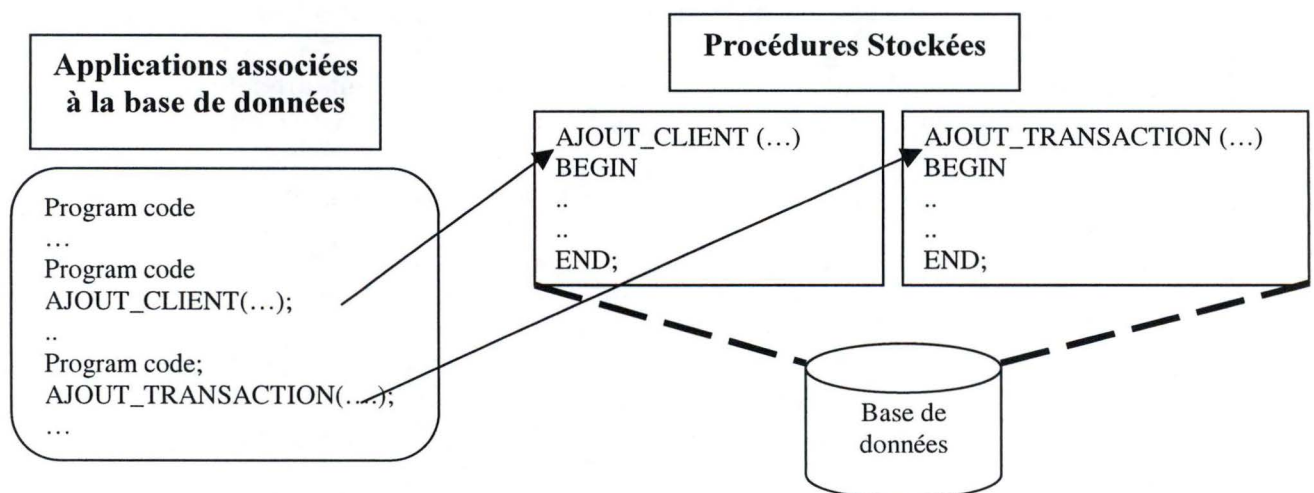 Applications associées
à la base de données
Program code
…
Program code
AJOUT_CLIENT(…);
..
Program code;
AJOUT_TRANSACTION(….);
…
Procédures Stockées
AJOUT_CLIENT (…)
BEGIN
..
..
END;
AJOUT_TRANSACTION (…)
BEGIN
..
..
END;
Base de
données